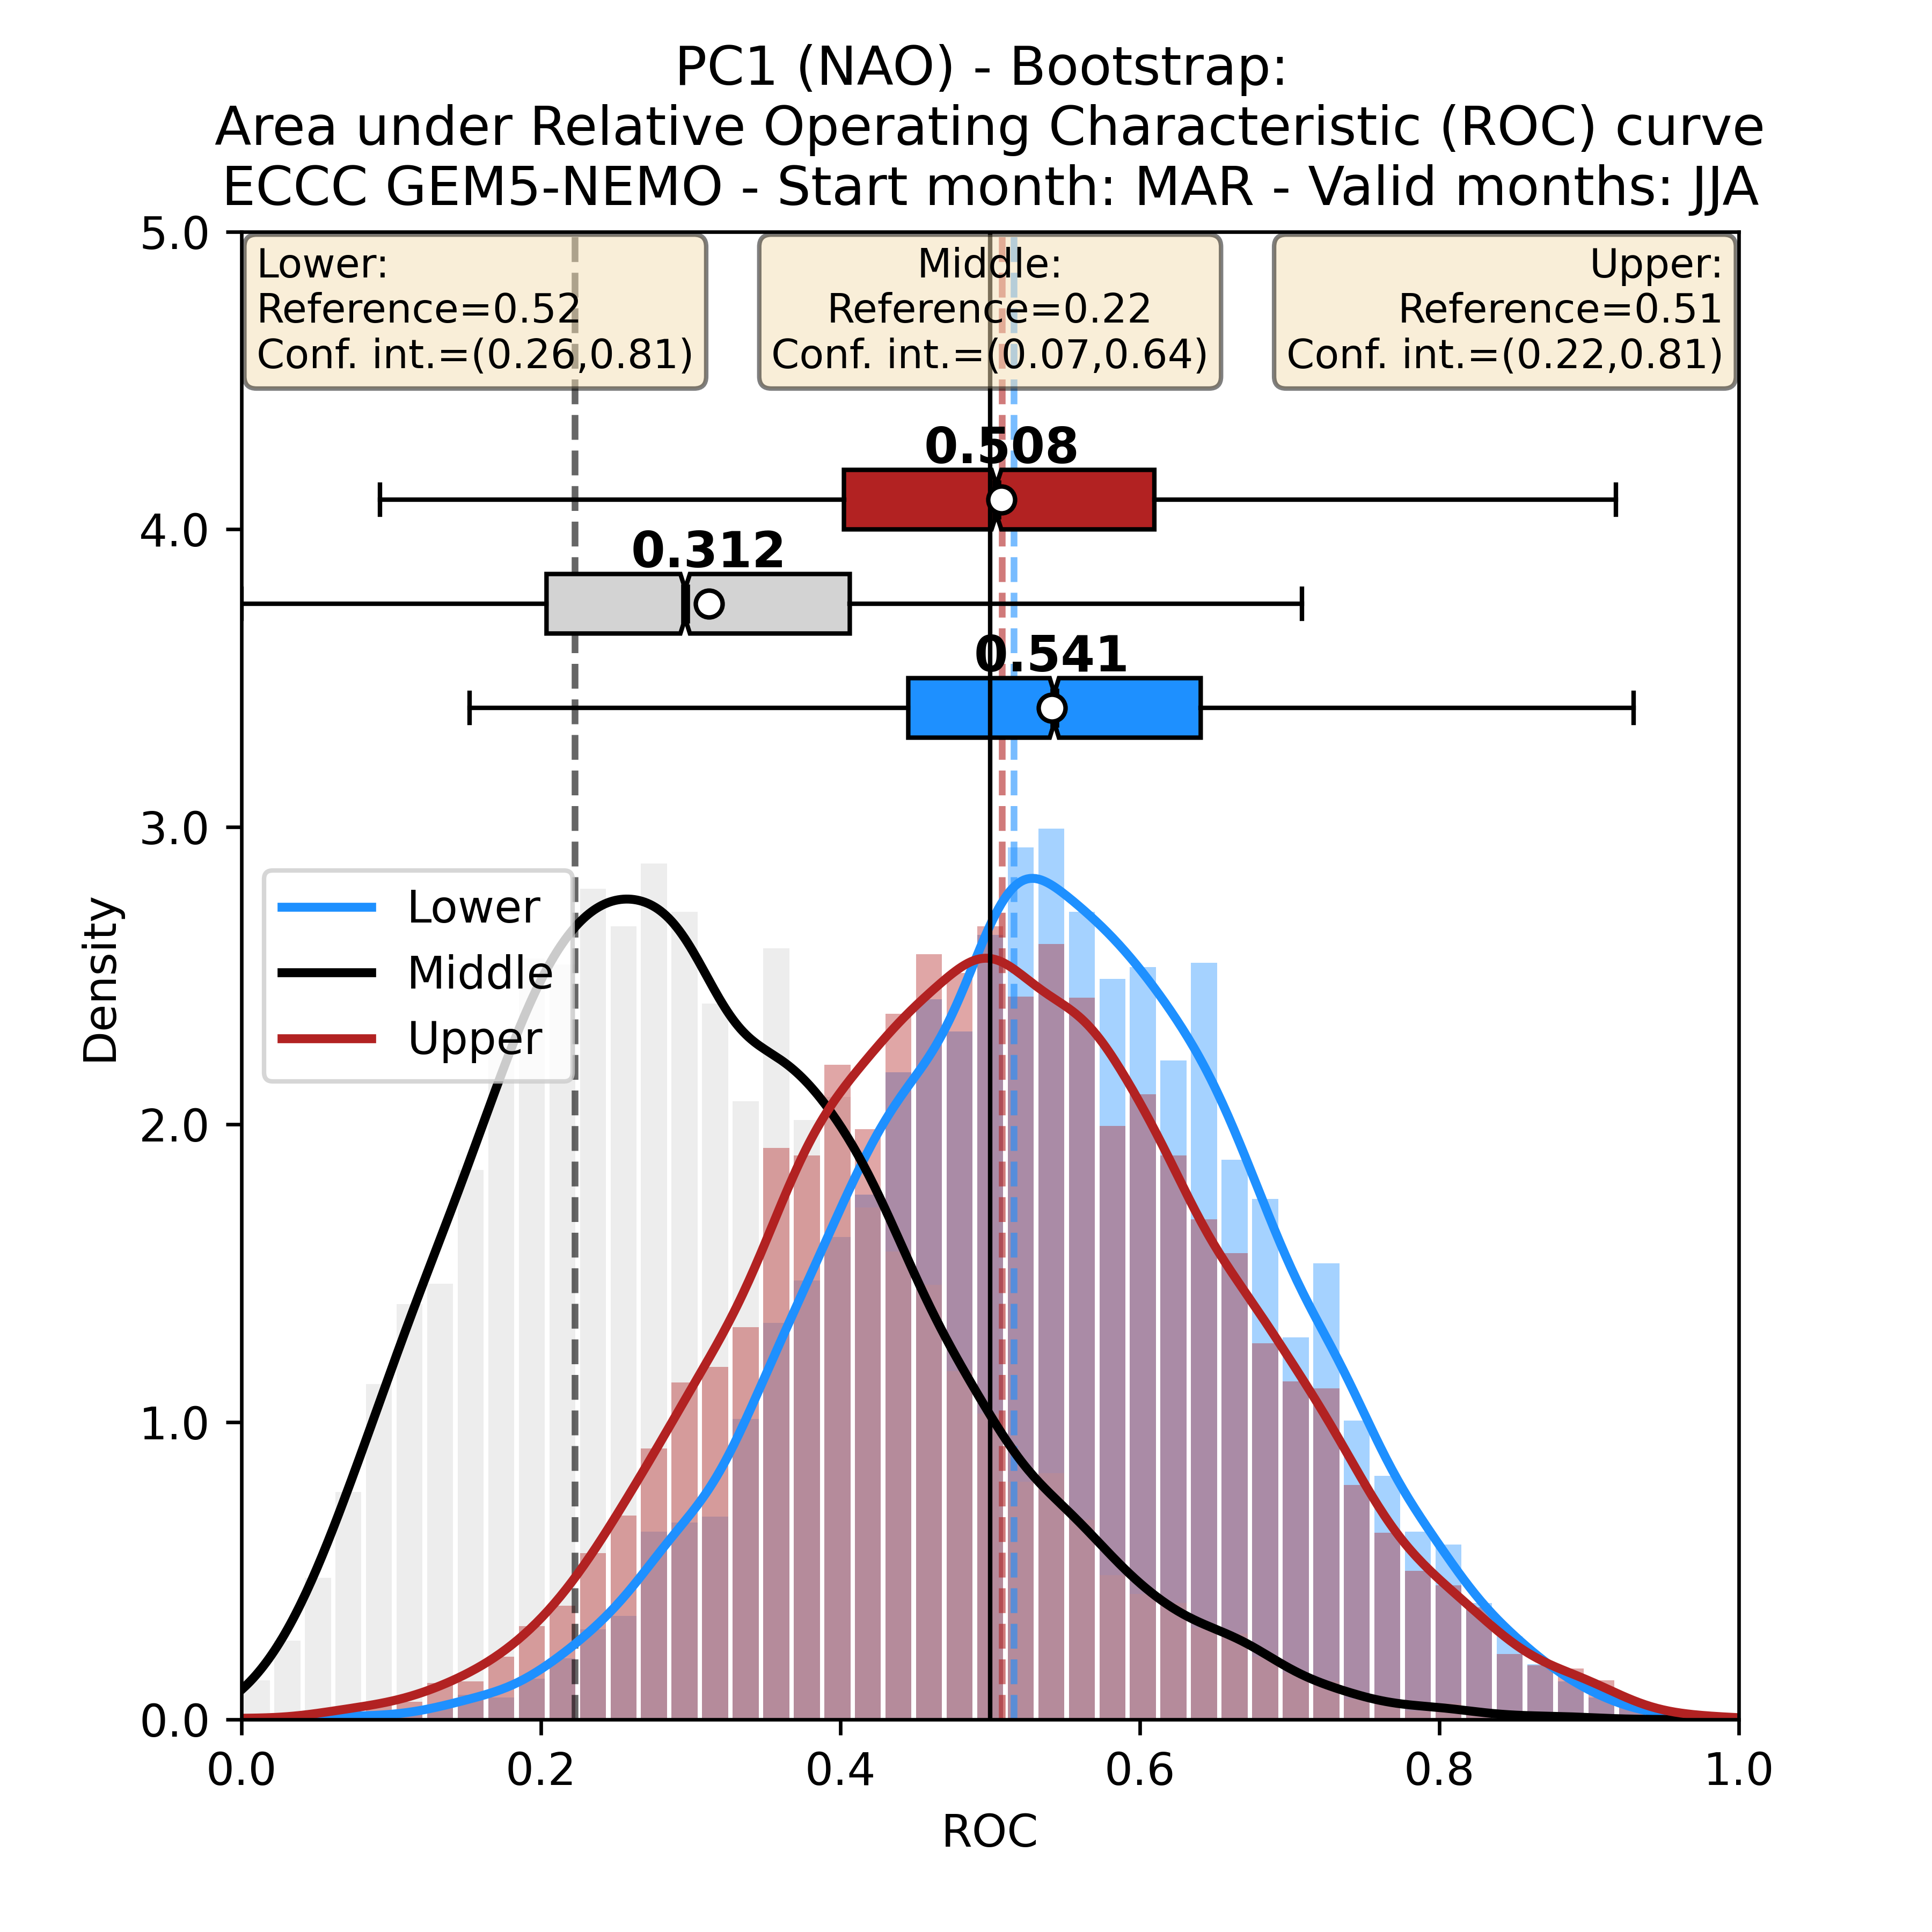 PC1 (NAO) - Bootstrap:
Area under Relative Operating Characteristic (ROC) curve
ECCC GEM5-NEMO - Start month: MAR - Valid months: JJA
Lower:
Reference=0.52
Conf. int.=(0.26,0.81)
Middle:
Reference=0.22
Conf. int.=(0.07,0.64)
Upper:
Reference=0.51
Conf. int.=(0.22,0.81)
0.508
0.312
0.541
5.0
4.0
3.0
2.0
1.0
0.0
Density
Lower
Middle
Upper
0.0 0.2 0.4 0.6 0.8 1.0
ROC